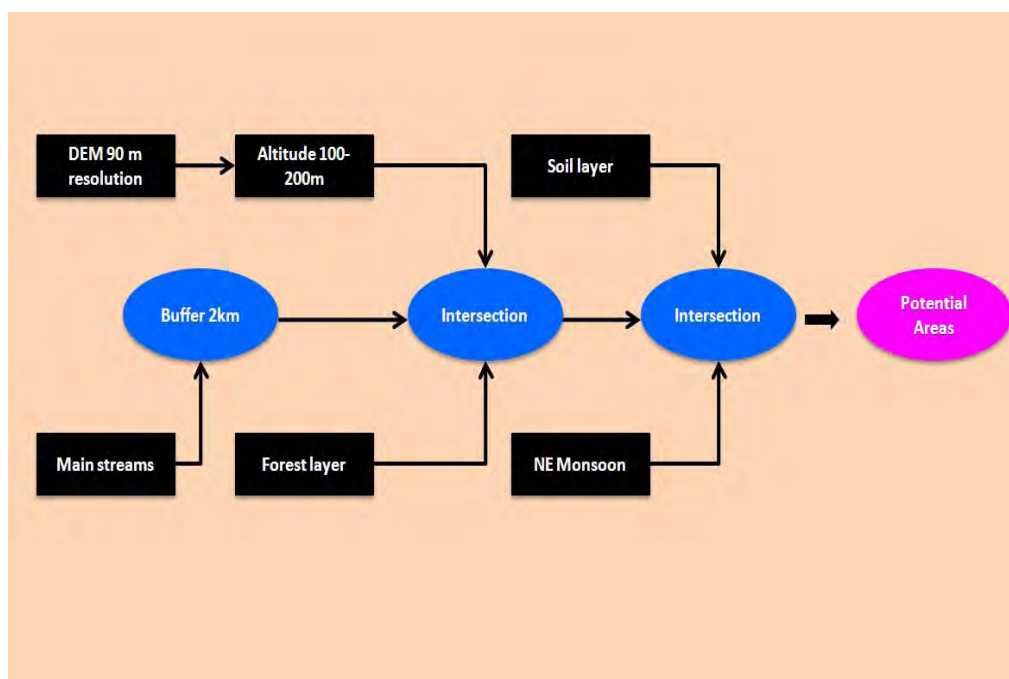 DEM 90 m
resolution
Altitude 100-
200m
Soil layer
Buffer 2km
Intersection
Intersection
Potential
Areas
Main streams
Forest layer
NE Monsoon